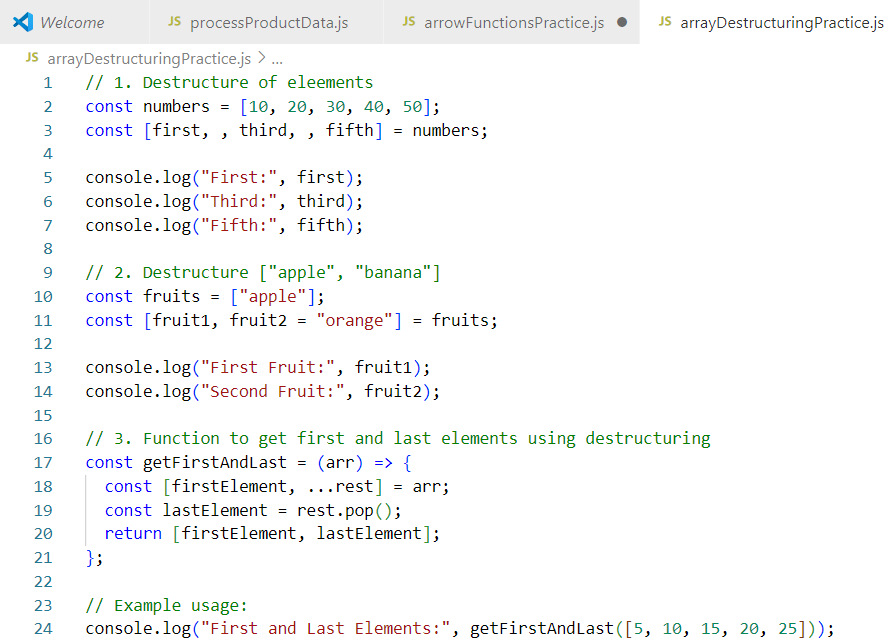 Welcome JS processProductData.js JS arrowFunctionsPractice.js JS arrayDestructuringPractice.js
JS arrayDestructuringPractice.js > ...
1 // 1. Destructure of eleements
2 const numbers = [10, 20, 30, 40, 50];
3 const [first, , third, , fifth] = numbers;
4
5 console.log("First:", first);
6 console.log("Third:", third);
7 console.log("Fifth:", fifth);
8
9 // 2. Destructure ["apple", "banana"]
10 const fruits = ["apple"];
11 const [fruit1, fruit2 = "orange"] = fruits;
12
13 console.log("First Fruit:", fruit1);
14 console.log("Second Fruit:", fruit2);
15
16 // 3. Function to get first and last elements using destructuring
17 const getFirstAndLast = (arr) => {
18   const [firstElement, ...rest] = arr;
19   const lastElement = rest.pop();
20   return [firstElement, lastElement];
21 };
22
23 // Example usage:
24 console.log("First and Last Elements:", getFirstAndLast([5, 10, 15, 20, 25]));